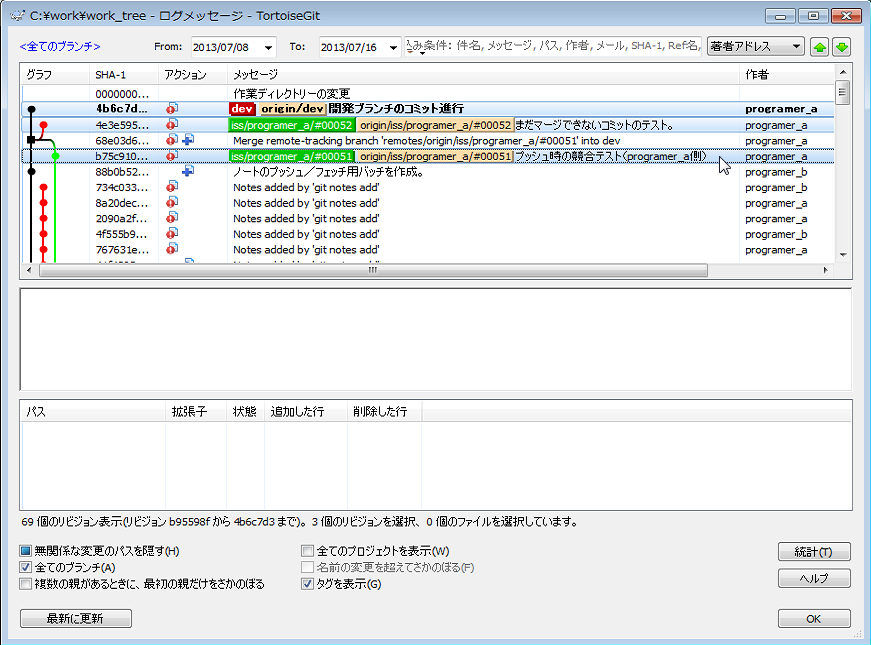 C:¥work¥work_tree - ログメッセージ - TortoiseGit
<全てのブランチ> From: 2013/07/08 To: 2013/07/16 込み条件: 件名, メッセージ, パス, 作者, メール, SHA-1, Ref名, 著者アドレス
グラフ SHA-1 アクション メッセージ 作者
0000000... 作業ディレクトリーの変更
4b6c7d... dev origin/dev 開発ブランチのコミット進行 programer_a
4e3e595... iss/programer_a/#00052 origin/iss/programer_a/#00052 まだマージできないコミットのテスト。 programer_a
68e03d6... Merge remote-tracking branch 'remotes/origin/iss/programer_a/#00051' into dev programer_a
b75c910... iss/programer_a/#00051 origin/iss/programer_a/#00051 プッシュ時の競合テスト(programer_a側) programer_a
88b0b52... ノートのプッシュ／フェッチ用バッチを作成。 programer_b
734c033... Notes added by 'git notes add' programer_b
8a20dec... Notes added by 'git notes add' programer_b
2090a2f... Notes added by 'git notes add' programer_a
4f555b9... Notes added by 'git notes add' programer_b
767631e... Notes added by 'git notes add' programer_a
パス 拡張子 状態 追加した行 削除した行
69 個のリビジョン表示(リビジョン b95598f から 4b6c7d3 まで)。3 個のリビジョンを選択、0 個のファイルを選択しています。
無関係な変更のパスを隠す(H) 全てのプロジェクトを表示(W) 統計(T)
全てのブランチ(A) 名前の変更を超えてさかのぼる(F)
複数の親があるときに、最初の親だけをさかのぼる タグを表示(G) ヘルプ
最新に更新 OK